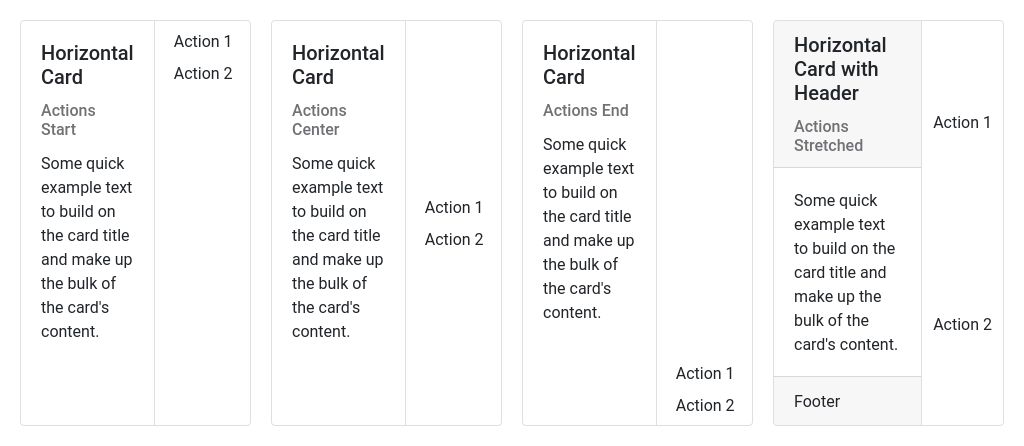 Horizontal
Card
Actions
Start
Some quick
example text
to build on
the card title
and make up
the bulk of
the card's
content.
Action 1
Action 2
Horizontal
Card
Actions
Center
Some quick
example text
to build on
the card title
and make up
the bulk of
the card's
content.
Action 1
Action 2
Horizontal
Card
Actions End
Some quick
example text
to build on
the card title
and make up
the bulk of
the card's
content.
Action 1
Action 2
Horizontal
Card with
Header
Actions
Stretched
Some quick
example text
to build on the
card title and
make up the
bulk of the
card's content.
Footer
Action 1
Action 2